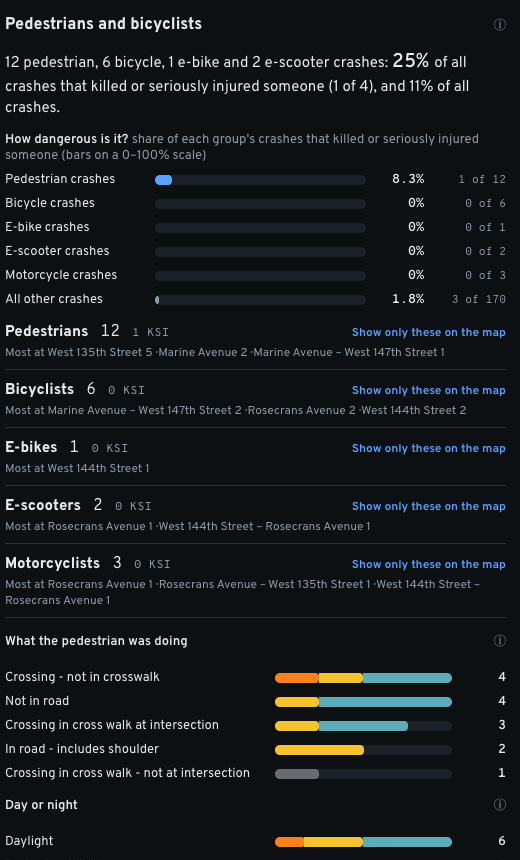 Pedestrians and bicyclists ⓘ
12 pedestrian, 6 bicycle, 1 e-bike and 2 e-scooter crashes: 25% of all
crashes that killed or seriously injured someone (1 of 4), and 11% of all
crashes.
How dangerous is it? share of each group's crashes that killed or seriously injured
someone (bars on a 0–100% scale)
Pedestrian crashes 8.3% 1 of 12
Bicycle crashes 0% 0 of 6
E-bike crashes 0% 0 of 1
E-scooter crashes 0% 0 of 2
Motorcycle crashes 0% 0 of 3
All other crashes 1.8% 3 of 170
Pedestrians 12 1 KSI Show only these on the map
Most at West 135th Street 5 ·Marine Avenue 2 ·Marine Avenue – West 147th Street 1
Bicyclists 6 0 KSI Show only these on the map
Most at Marine Avenue – West 147th Street 2 ·Rosecrans Avenue 2 ·West 144th Street 2
E-bikes 1 0 KSI Show only these on the map
Most at West 144th Street 1
E-scooters 2 0 KSI Show only these on the map
Most at Rosecrans Avenue 1 ·West 144th Street – Rosecrans Avenue 1
Motorcyclists 3 0 KSI Show only these on the map
Most at Rosecrans Avenue 1 ·Rosecrans Avenue – West 135th Street 1 ·West 144th Street –
Rosecrans Avenue 1
What the pedestrian was doing ⓘ
Crossing - not in crosswalk 4
Not in road 4
Crossing in cross walk at intersection 3
In road - includes shoulder 2
Crossing in cross walk - not at intersection 1
Day or night ⓘ
Daylight 6